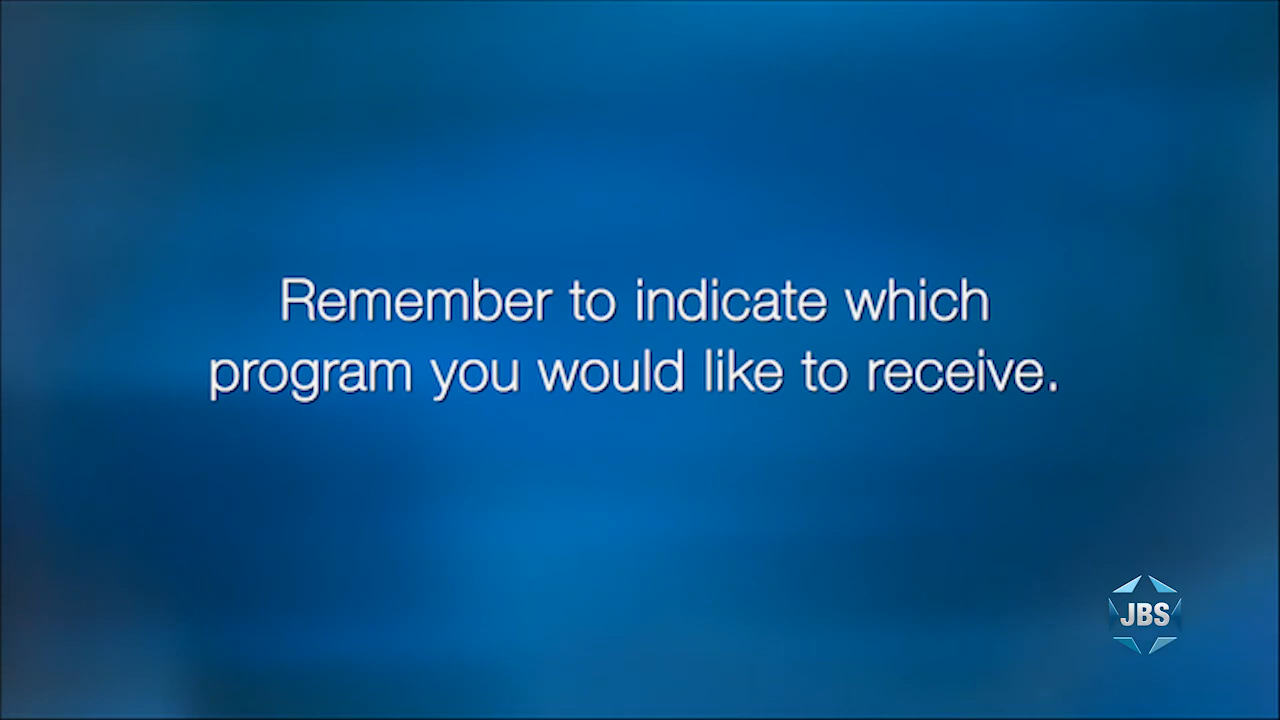 Remember to indicate which
program you would like to receive.
JBS